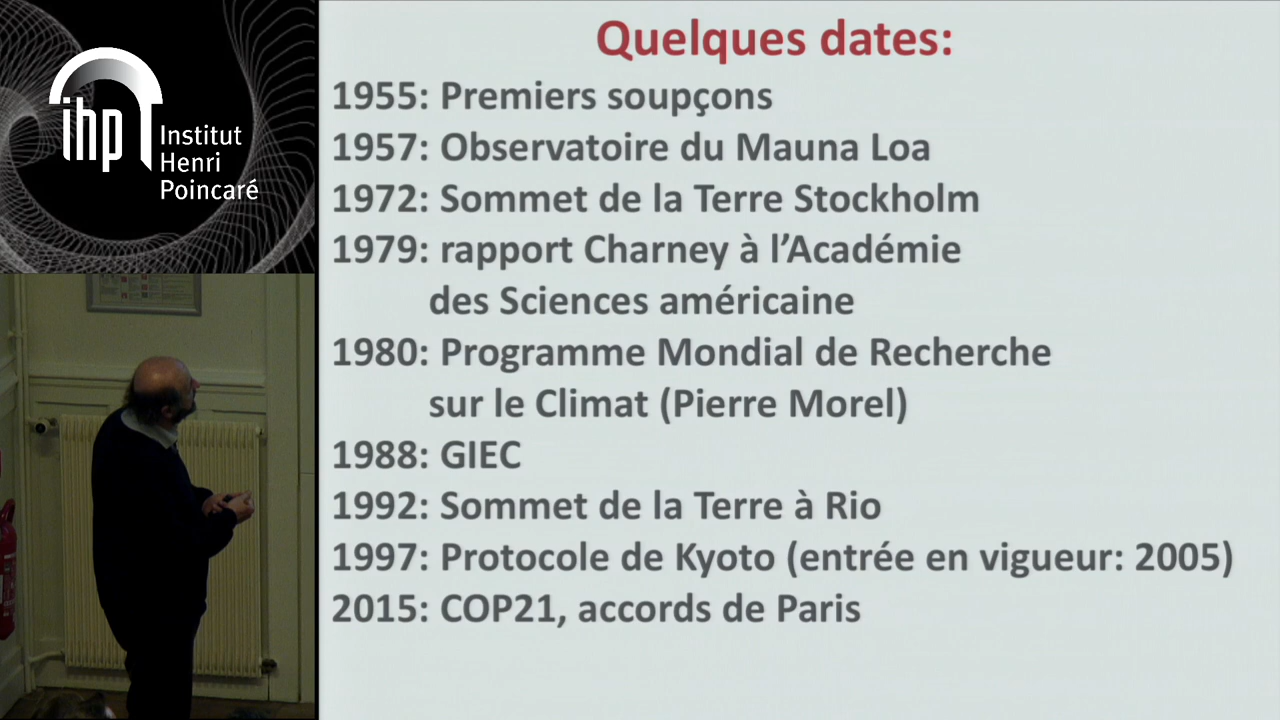 ihp
Institut
Henri
Poincaré
Quelques dates:
1955: Premiers soupçons
1957: Observatoire du Mauna Loa
1972: Sommet de la Terre Stockholm
1979: rapport Charney à l’Académie
des Sciences américaine
1980: Programme Mondial de Recherche
sur le Climat (Pierre Morel)
1988: GIEC
1992: Sommet de la Terre à Rio
1997: Protocole de Kyoto (entrée en vigueur: 2005)
2015: COP21, accords de Paris